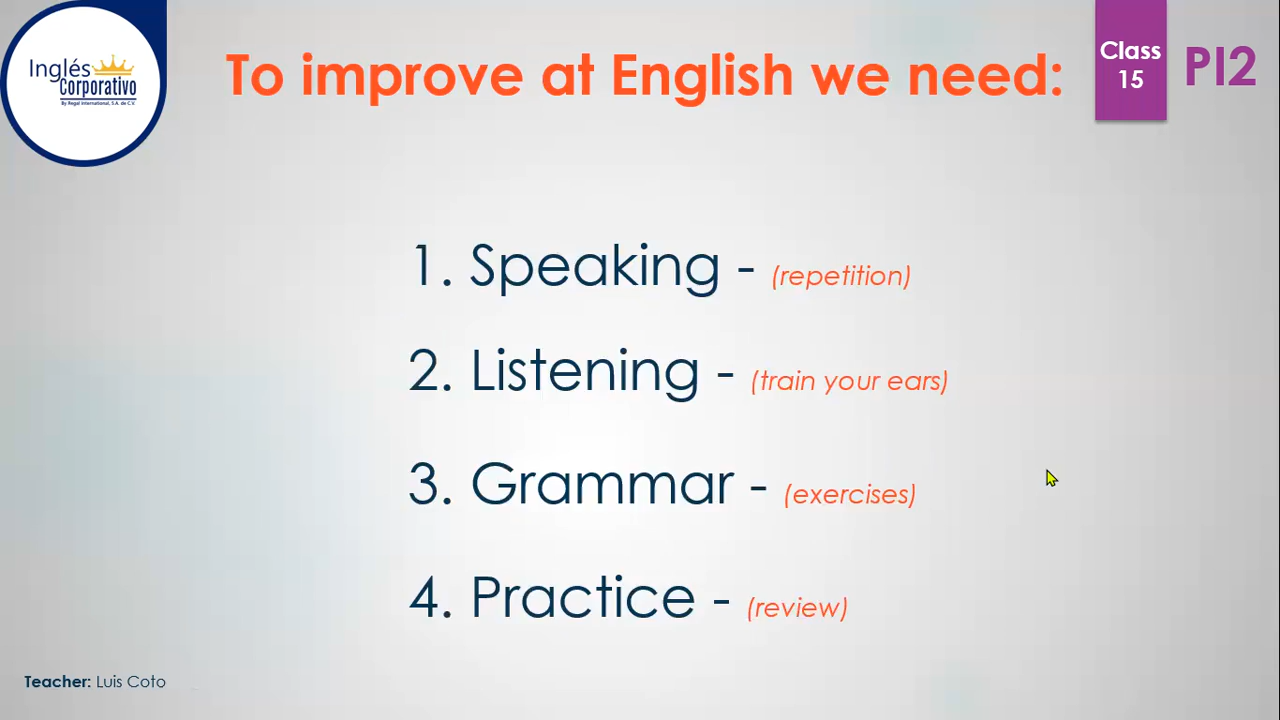 Inglés
Corporativo
By Regal International, S.A. de C.V.
To improve at English we need:
Class
15
PI2
1. Speaking - (repetition)
2. Listening - (train your ears)
3. Grammar - (exercises)
4. Practice - (review)
Teacher: Luis Coto